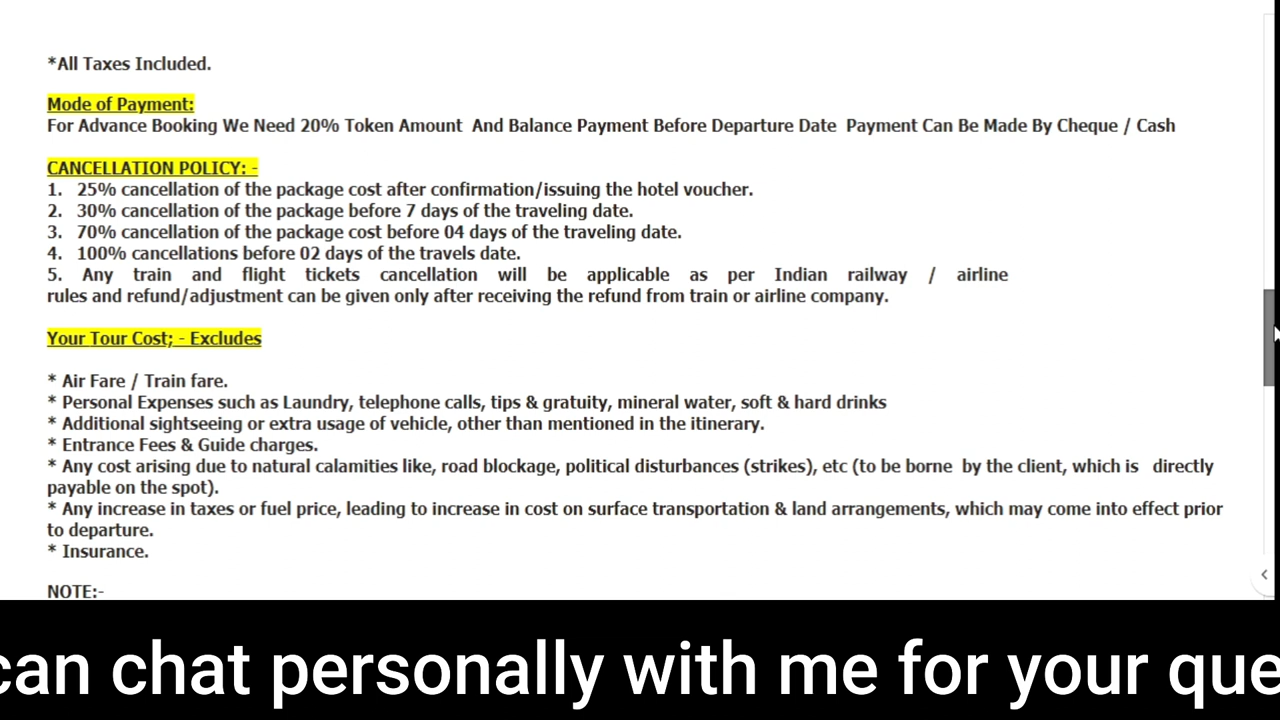 *All Taxes Included.
Mode of Payment:
For Advance Booking We Need 20% Token Amount And Balance Payment Before Departure Date Payment Can Be Made By Cheque / Cash
CANCELLATION POLICY: -
1. 25% cancellation of the package cost after confirmation/issuing the hotel voucher.
2. 30% cancellation of the package before 7 days of the traveling date.
3. 70% cancellation of the package cost before 04 days of the traveling date.
4. 100% cancellations before 02 days of the travels date.
5. Any train and flight tickets cancellation will be applicable as per Indian railway / airline
rules and refund/adjustment can be given only after receiving the refund from train or airline company.
Your Tour Cost; - Excludes
* Air Fare / Train fare.
* Personal Expenses such as Laundry, telephone calls, tips & gratuity, mineral water, soft & hard drinks
* Additional sightseeing or extra usage of vehicle, other than mentioned in the itinerary.
* Entrance Fees & Guide charges.
* Any cost arising due to natural calamities like, road blockage, political disturbances (strikes), etc (to be borne by the client, which is directly
payable on the spot).
* Any increase in taxes or fuel price, leading to increase in cost on surface transportation & land arrangements, which may come into effect prior
to departure.
* Insurance.
NOTE:-
can chat personally with me for your que